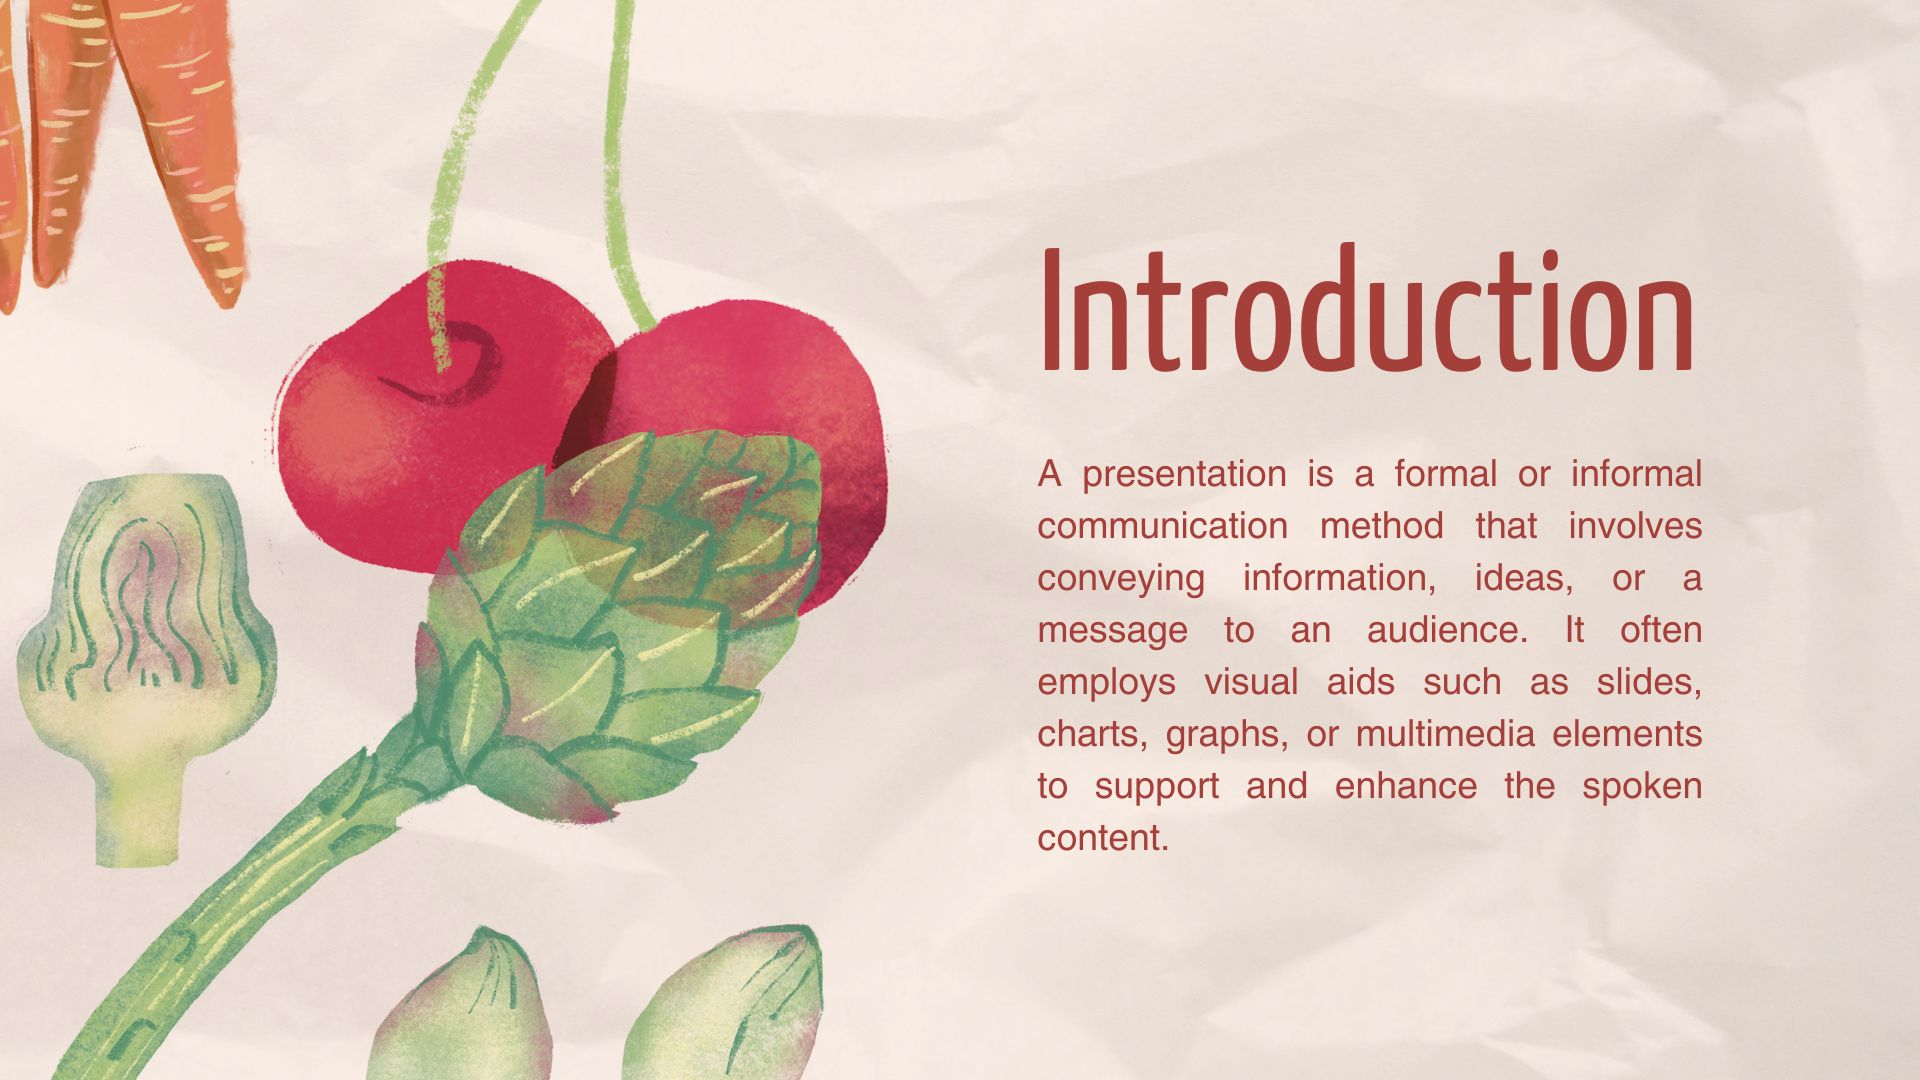 Introduction
A presentation is a formal or informal
communication method that involves
conveying information, ideas, or a
message to an audience. It often
employs visual aids such as slides,
charts, graphs, or multimedia elements
to support and enhance the spoken
content.